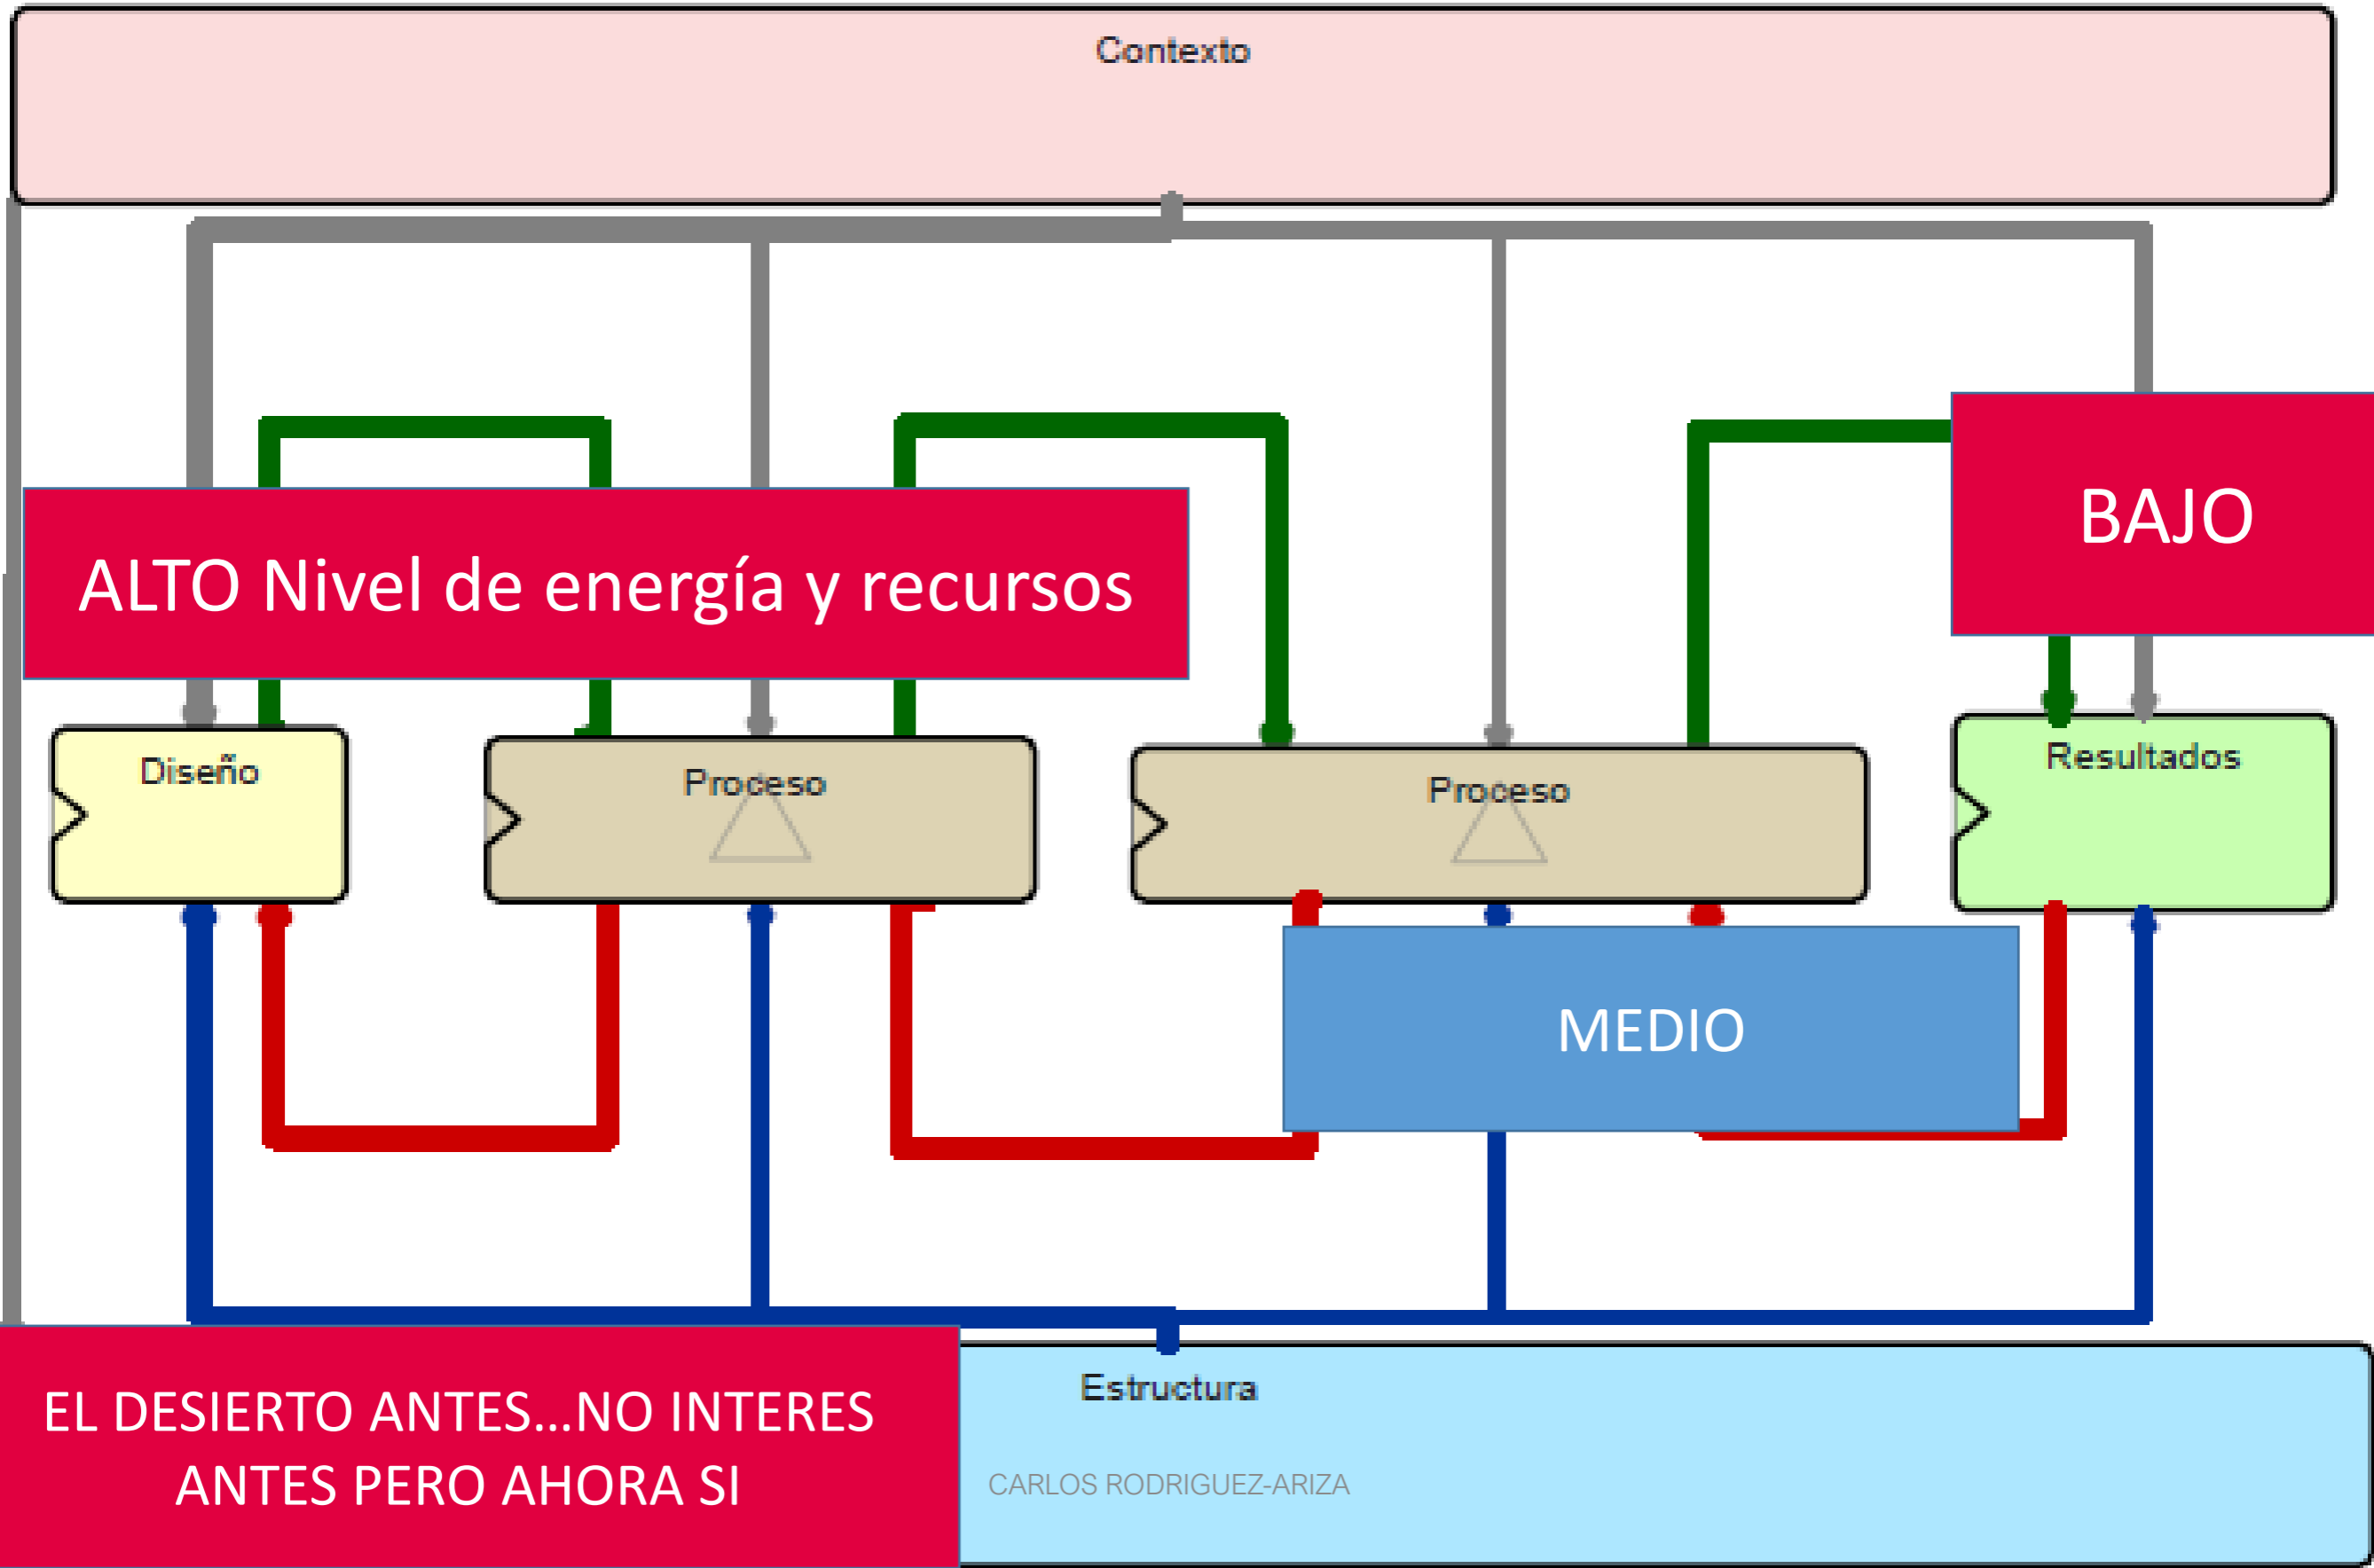 Contexto
BAJO
ALTO Nivel de energía y recursos
Diseño
Proceso
Proceso
Resultados
MEDIO
EL DESIERTO ANTES...NO INTERES
ANTES PERO AHORA SI
Estructura
CARLOS RODRIGUEZ-ARIZA